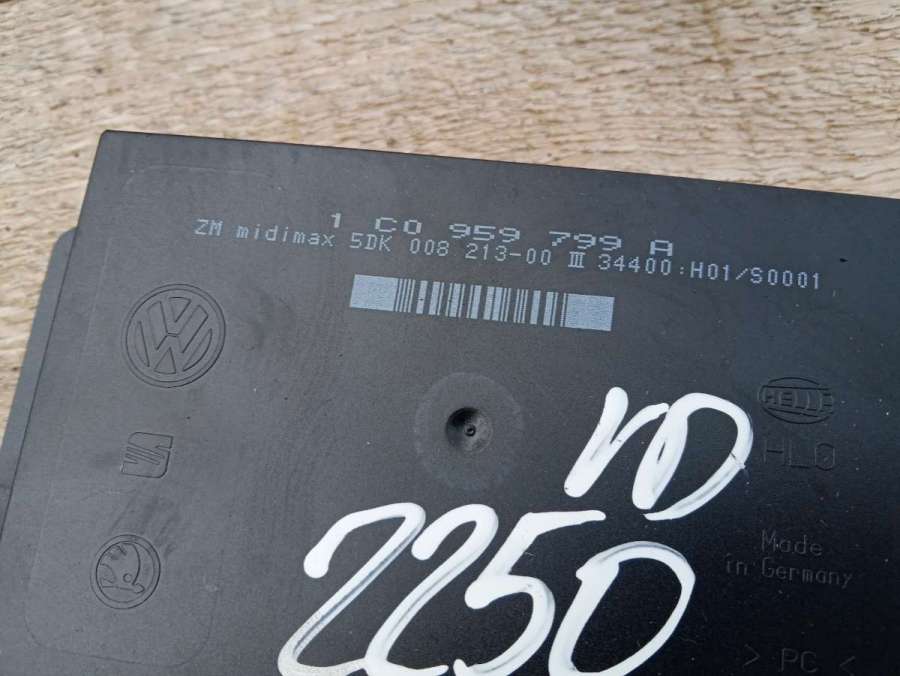 1 C0 959 799 A
ZM midimax 5DK 008 213-00 III 34400:H01/S0001
HELLA
HLO
VD
Made
in Germany
2250
> PC <